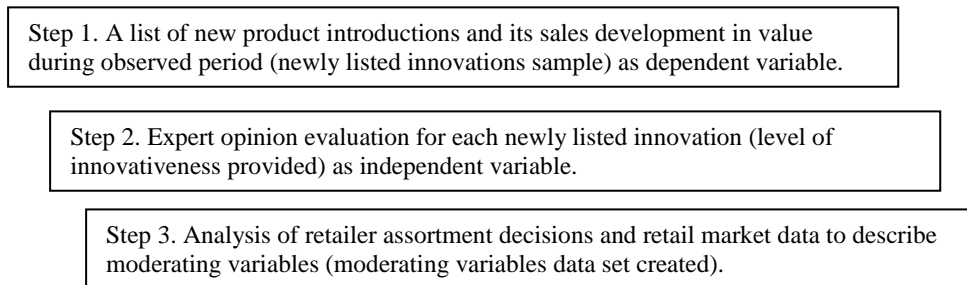 Step 1. A list of new product introductions and its sales development in value
during observed period (newly listed innovations sample) as dependent variable.
Step 2. Expert opinion evaluation for each newly listed innovation (level of
innovativeness provided) as independent variable.
Step 3. Analysis of retailer assortment decisions and retail market data to describe
moderating variables (moderating variables data set created).